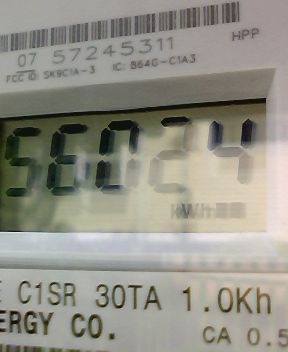 HPP
07 57245311
FCC ID: SK9C1A-3 IC: 864G-C1A3
56024
kWh
C1SR 30TA 1.0Kh
ERGY CO.
CA 0.5